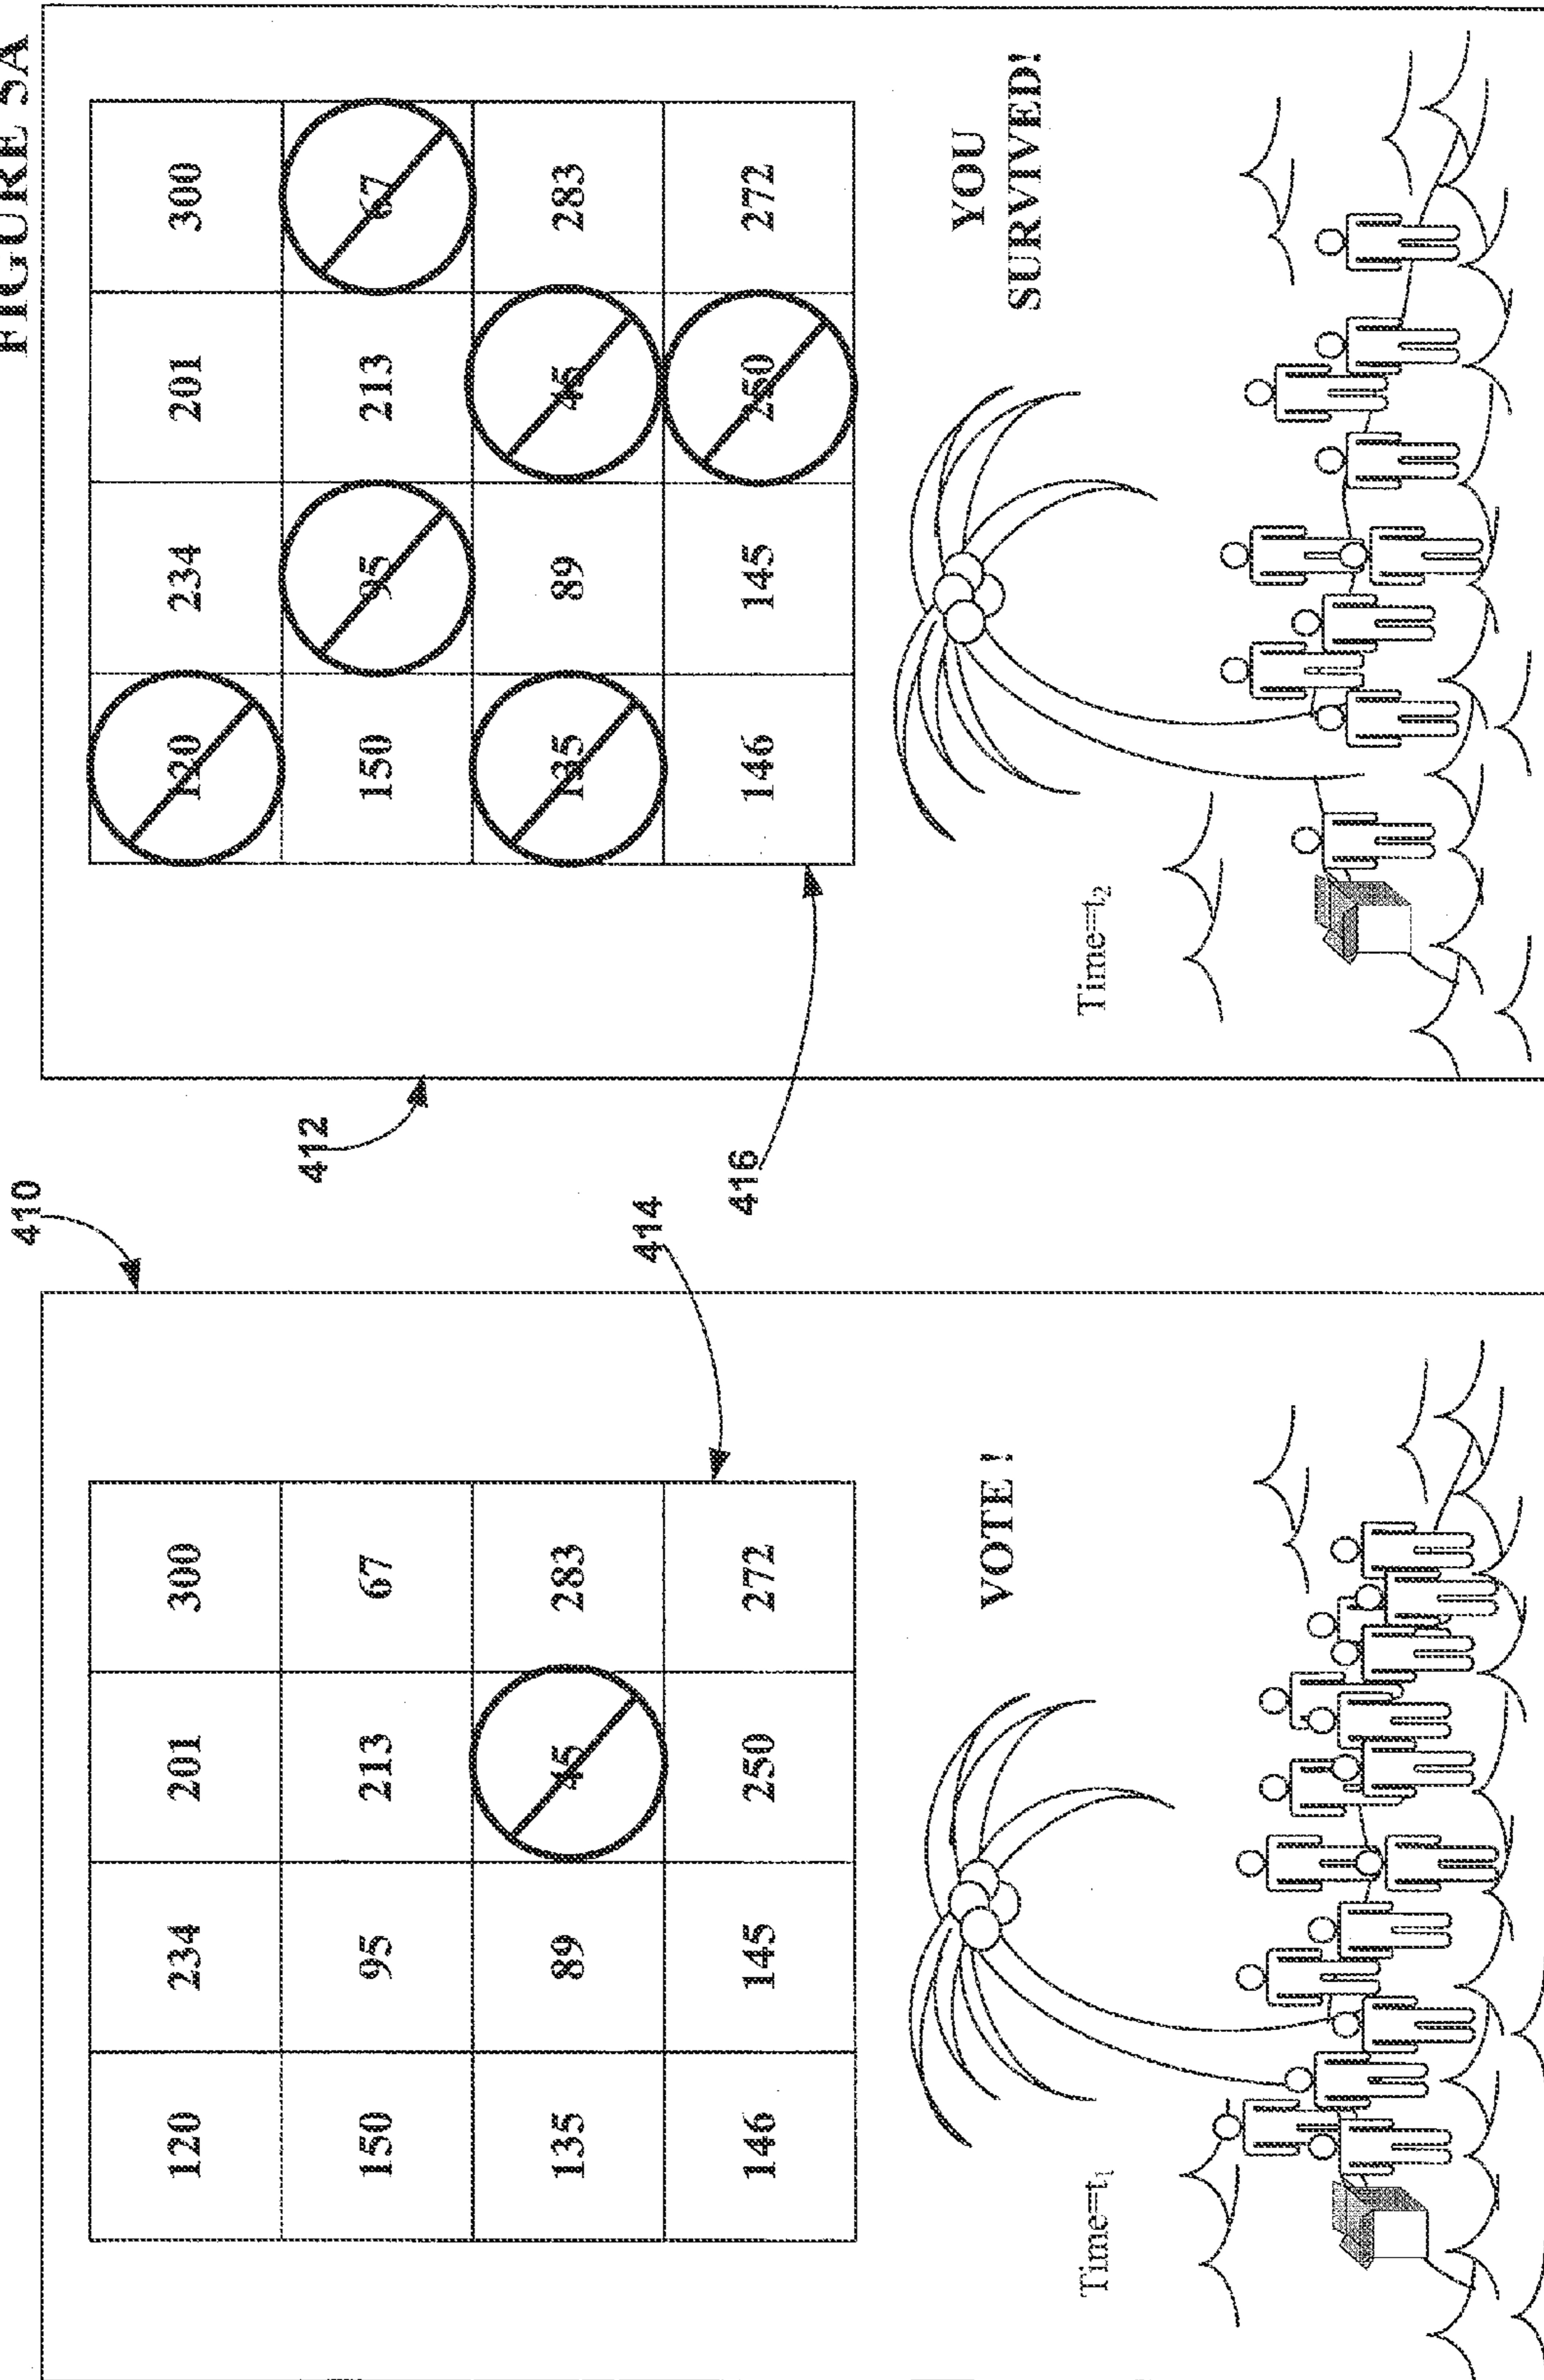 FIGURE 5A
410
412
414
416
120 234 201 300
150 95 213 67
135 89 45 283
146 145 250 272
VOTE !
Time=t₁
120 234 201 300
150 95 213 67
135 89 45 283
146 145 250 272
YOU
SURVIVED!
Time=t₂